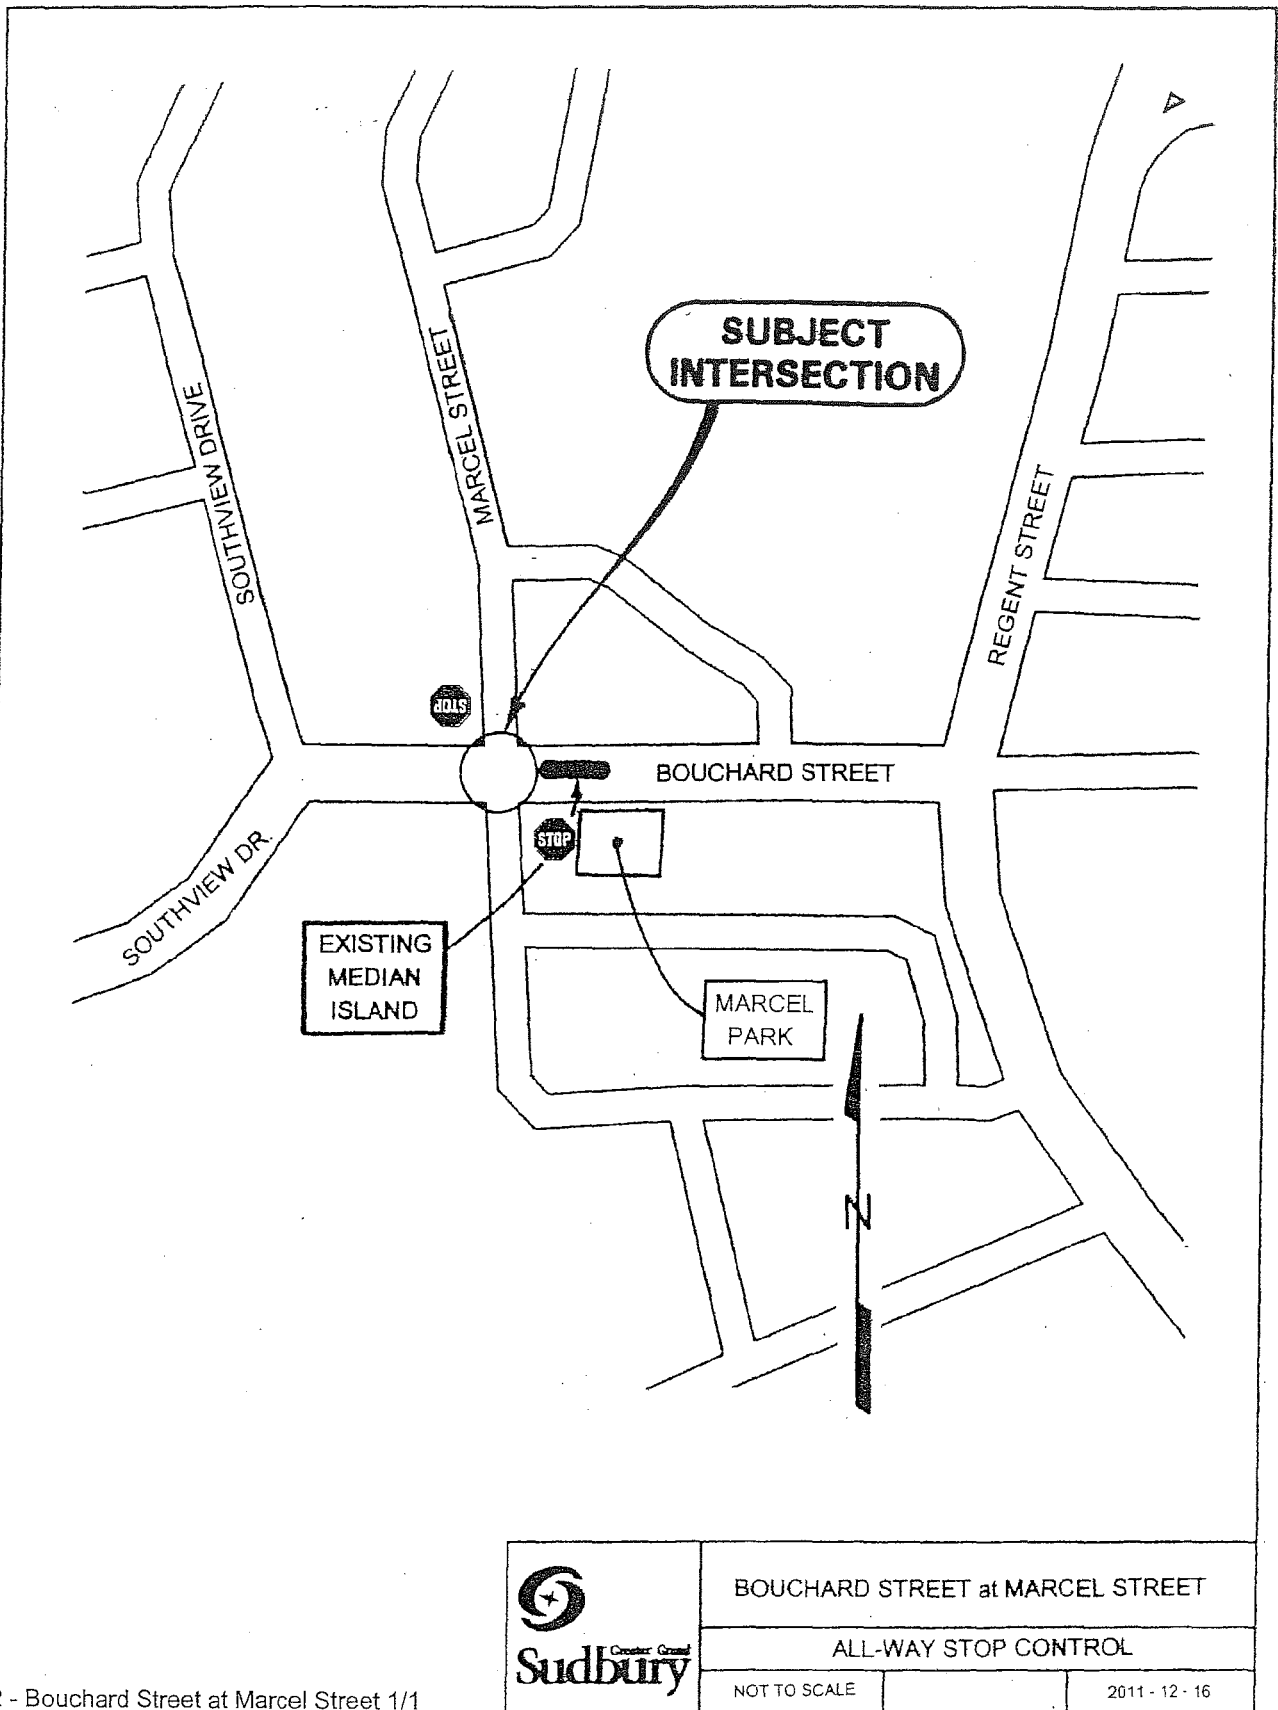 SUBJECT
INTERSECTION
SOUTHVIEW DRIVE
MARCEL STREET
REGENT STREET
STOP
BOUCHARD STREET
STOP
SOUTHVIEW DR.
EXISTING
MEDIAN
ISLAND
MARCEL
PARK
N
BOUCHARD STREET at MARCEL STREET
ALL-WAY STOP CONTROL
Greater Grand
Sudbury
NOT TO SCALE
2011 - 12 - 16
- Bouchard Street at Marcel Street 1/1